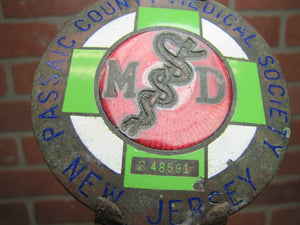 PASSAIC COUNTY MEDICAL SOCIETY
M D
S 48591
NEW JERSEY